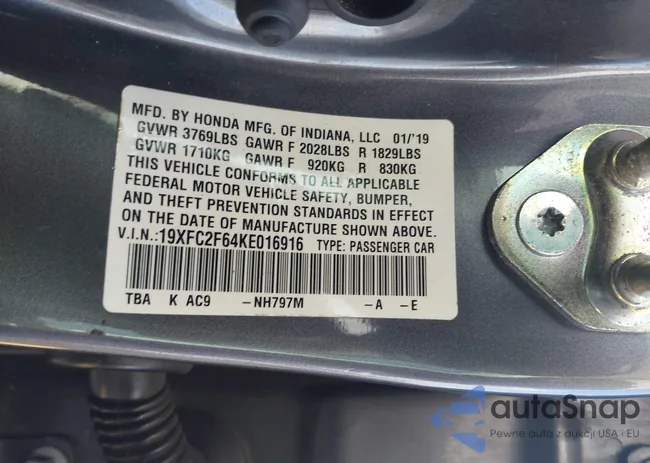 MFD. BY HONDA MFG. OF INDIANA, LLC 01/'19
GVWR 3769LBS GAWR F 2028LBS R 1829LBS
GVWR 1710KG GAWR F 920KG R 830KG
THIS VEHICLE CONFORMS TO ALL APPLICABLE
FEDERAL MOTOR VEHICLE SAFETY, BUMPER,
AND THEFT PREVENTION STANDARDS IN EFFECT
ON THE DATE OF MANUFACTURE SHOWN ABOVE.
V.I.N.:19XFC2F64KE016916 TYPE: PASSENGER CAR
TBA K AC9 -NH797M -A -E
autaSnap
Pewne auta z aukcji USA i EU